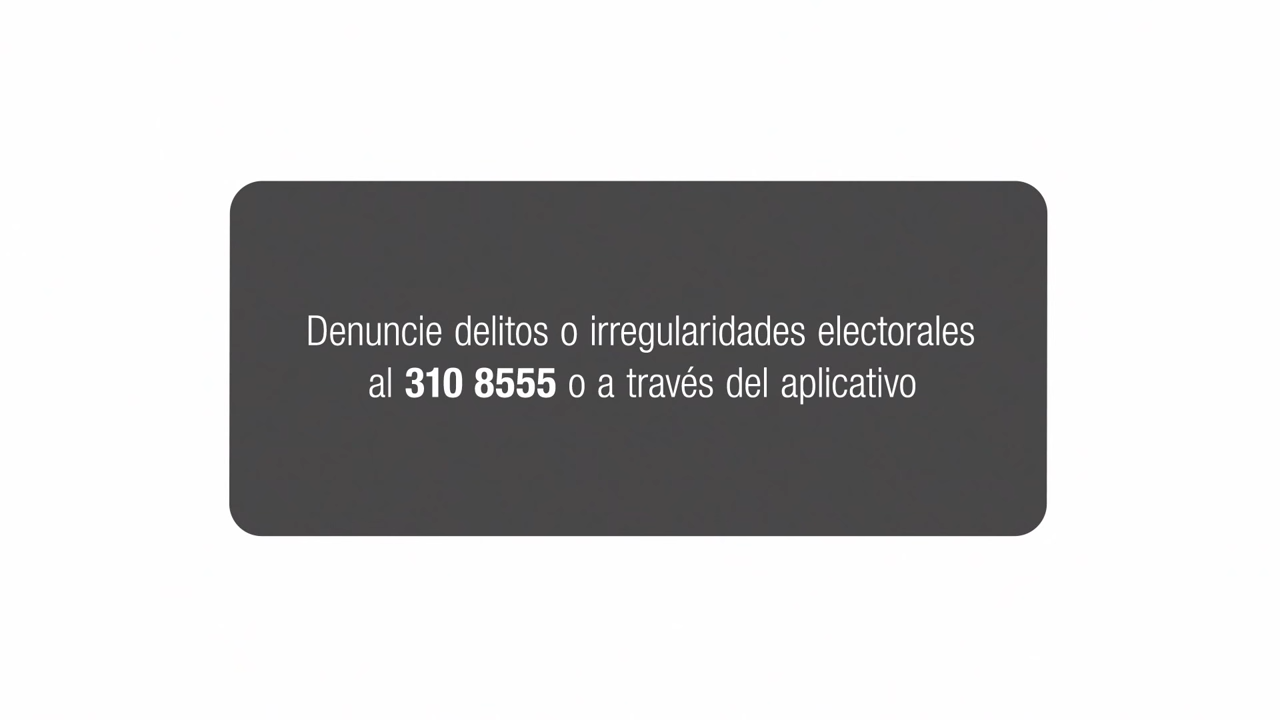 Denuncie delitos o irregularidades electorales
al 310 8555 o a través del aplicativo